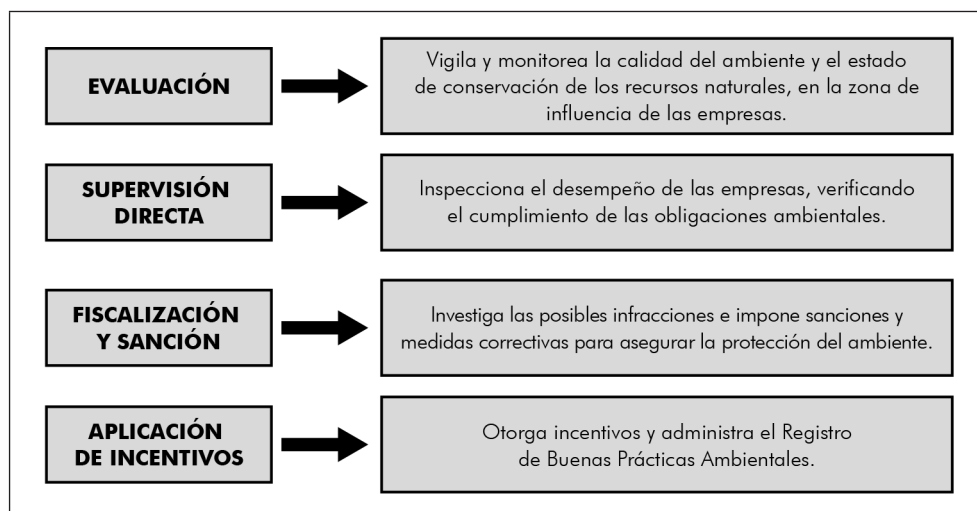 EVALUACIÓN
Vigila y monitorea la calidad del ambiente y el estado
de conservación de los recursos naturales, en la zona de
influencia de las empresas.
SUPERVISIÓN
DIRECTA
Inspecciona el desempeño de las empresas, verificando
el cumplimiento de las obligaciones ambientales.
FISCALIZACIÓN
Y SANCIÓN
Investiga las posibles infracciones e impone sanciones y
medidas correctivas para asegurar la protección del ambiente.
APLICACIÓN
DE INCENTIVOS
Otorga incentivos y administra el Registro
de Buenas Prácticas Ambientales.